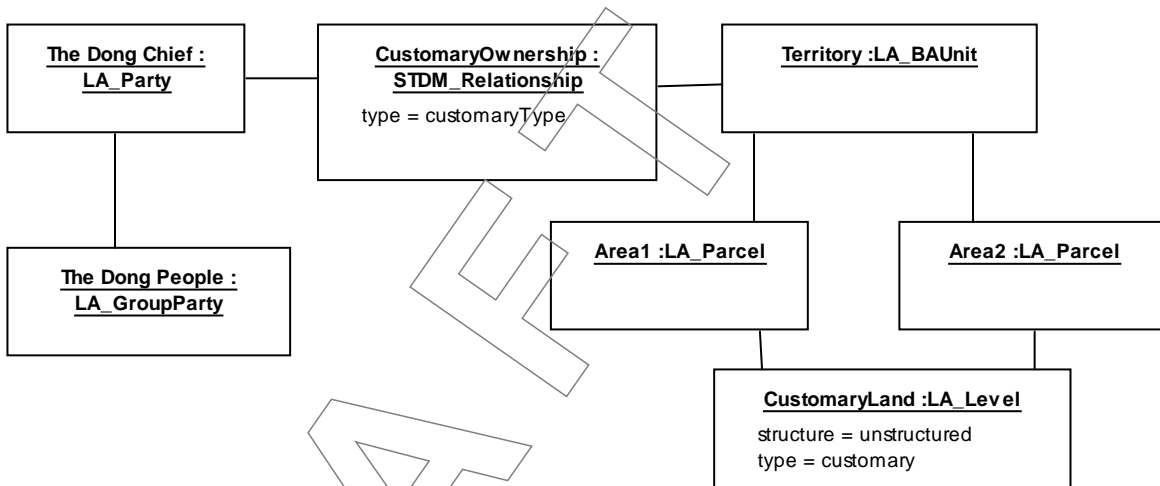 The Dong Chief :
LA_Party
CustomaryOwnership :
STDM_Relationship
type = customaryType
Territory :LA_BAUnit
The Dong People :
LA_GroupParty
Area1 :LA_Parcel
Area2 :LA_Parcel
CustomaryLand :LA_Level
structure = unstructured
type = customary
AFT